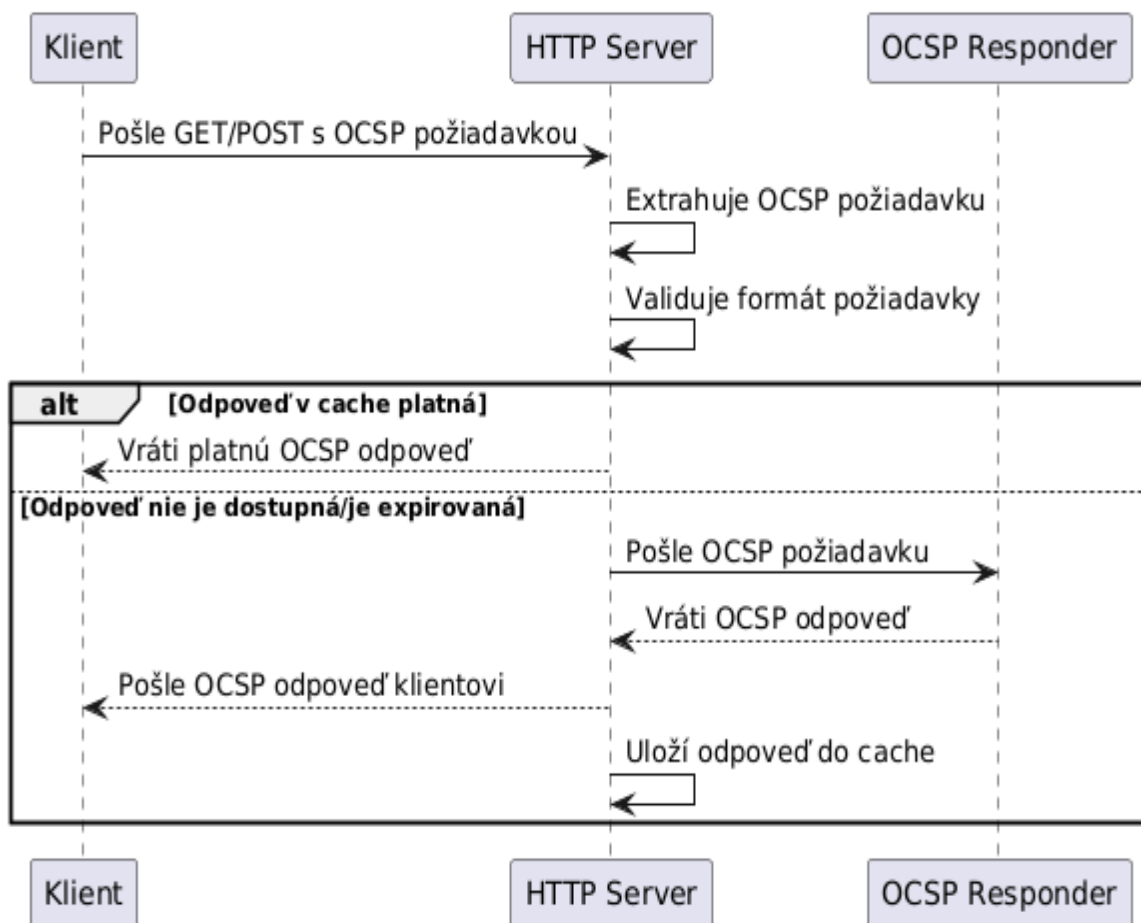 Klient HTTP Server OCSP Responder
Pošle GET/POST s OCSP požiadavkou
Extrahuje OCSP požiadavku
Validuje formát požiadavky
alt [Odpoveď v cache platná]
Vráti platnú OCSP odpoveď
[Odpoveď nie je dostupná/je expirovaná]
Pošle OCSP požiadavku
Vráti OCSP odpoveď
Pošle OCSP odpoveď klientovi
Uloží odpoveď do cache
Klient HTTP Server OCSP Responder